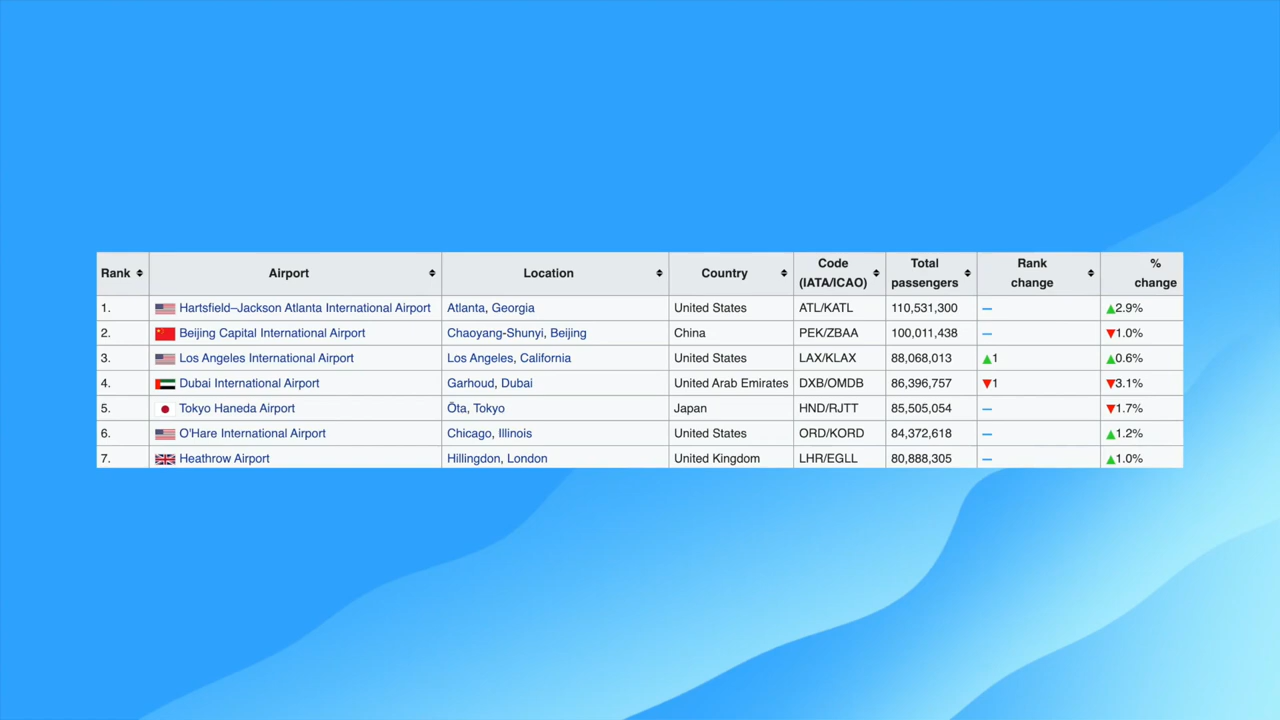 Rank Airport Location Country Code (IATA/ICAO) Total passengers Rank change % change
1. Hartsfield–Jackson Atlanta International Airport Atlanta, Georgia United States ATL/KATL 110,531,300 — ▲2.9%
2. Beijing Capital International Airport Chaoyang-Shunyi, Beijing China PEK/ZBAA 100,011,438 — ▼1.0%
3. Los Angeles International Airport Los Angeles, California United States LAX/KLAX 88,068,013 ▲1 ▲0.6%
4. Dubai International Airport Garhoud, Dubai United Arab Emirates DXB/OMDB 86,396,757 ▼1 ▼3.1%
5. Tokyo Haneda Airport Ōta, Tokyo Japan HND/RJTT 85,505,054 — ▼1.7%
6. O'Hare International Airport Chicago, Illinois United States ORD/KORD 84,372,618 — ▲1.2%
7. Heathrow Airport Hillingdon, London United Kingdom LHR/EGLL 80,888,305 — ▲1.0%